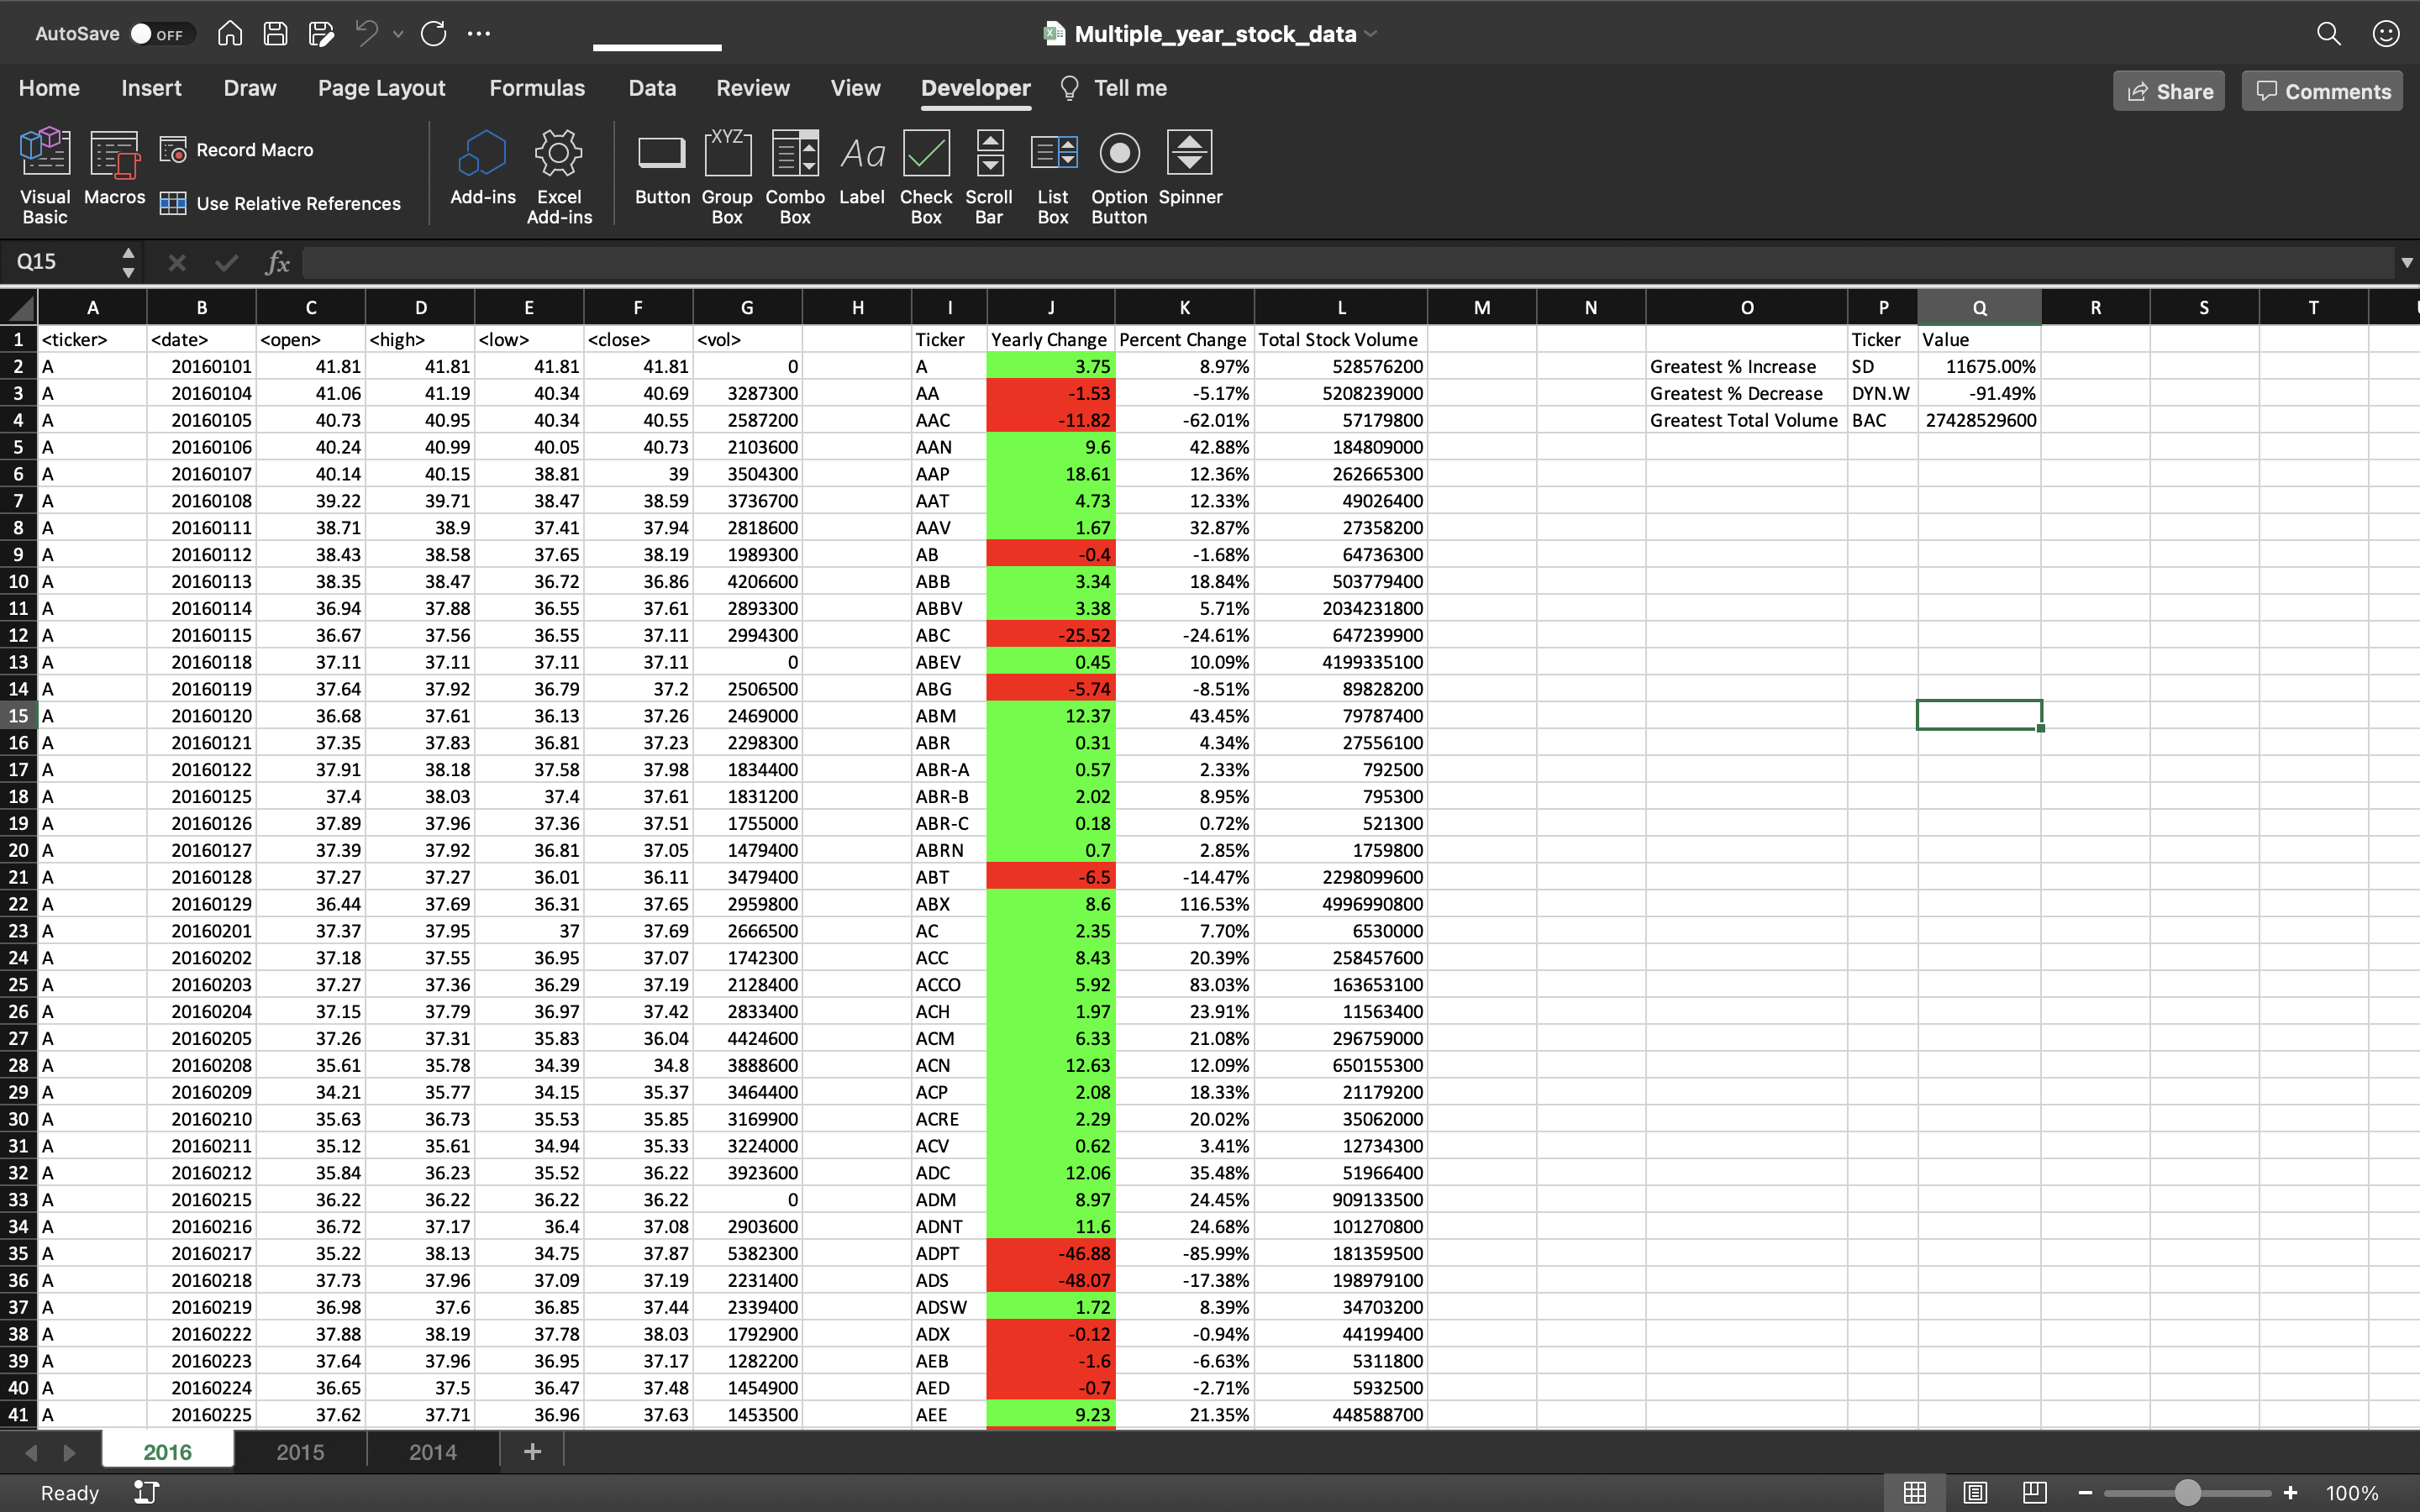 AutoSave OFF Multiple_year_stock_data
Home Insert Draw Page Layout Formulas Data Review View Developer Tell me Share Comments
Visual Basic Macros Record Macro Use Relative References Add-ins Excel Add-ins Button Group Box Combo Box Label Check Box Scroll Bar List Box Option Button Spinner
XYZ Aa
Q15 fx
A B C D E F G H I J K L M N O P Q R S T
1 <ticker> <date> <open> <high> <low> <close> <vol> Ticker Yearly Change Percent Change Total Stock Volume Ticker Value
2 A 20160101 41.81 41.81 41.81 41.81 0 A 3.75 8.97% 528576200 Greatest % Increase SD 11675.00%
3 A 20160104 41.06 41.19 40.34 40.69 3287300 AA -1.53 -5.17% 5208239000 Greatest % Decrease DYN.W -91.49%
4 A 20160105 40.73 40.95 40.34 40.55 2587200 AAC -11.82 -62.01% 57179800 Greatest Total Volume BAC 27428529600
5 A 20160106 40.24 40.99 40.05 40.73 2103600 AAN 9.6 42.88% 184809000
6 A 20160107 40.14 40.15 38.81 39 3504300 AAP 18.61 12.36% 262665300
7 A 20160108 39.22 39.71 38.47 38.59 3736700 AAT 4.73 12.33% 49026400
8 A 20160111 38.71 38.9 37.41 37.94 2818600 AAV 1.67 32.87% 27358200
9 A 20160112 38.43 38.58 37.65 38.19 1989300 AB -0.4 -1.68% 64736300
10 A 20160113 38.35 38.47 36.72 36.86 4206600 ABB 3.34 18.84% 503779400
11 A 20160114 36.94 37.88 36.55 37.61 2893300 ABBV 3.38 5.71% 2034231800
12 A 20160115 36.67 37.56 36.55 37.11 2994300 ABC -25.52 -24.61% 647239900
13 A 20160118 37.11 37.11 37.11 37.11 0 ABEV 0.45 10.09% 4199335100
14 A 20160119 37.64 37.92 36.79 37.2 2506500 ABG -5.74 -8.51% 89828200
15 A 20160120 36.68 37.61 36.13 37.26 2469000 ABM 12.37 43.45% 79787400
16 A 20160121 37.35 37.83 36.81 37.23 2298300 ABR 0.31 4.34% 27556100
17 A 20160122 37.91 38.18 37.58 37.98 1834400 ABR-A 0.57 2.33% 792500
18 A 20160125 37.4 38.03 37.4 37.61 1831200 ABR-B 2.02 8.95% 795300
19 A 20160126 37.89 37.96 37.36 37.51 1755000 ABR-C 0.18 0.72% 521300
20 A 20160127 37.39 37.92 36.81 37.05 1479400 ABRN 0.7 2.85% 1759800
21 A 20160128 37.27 37.27 36.01 36.11 3479400 ABT -6.5 -14.47% 2298099600
22 A 20160129 36.44 37.69 36.31 37.65 2959800 ABX 8.6 116.53% 4996990800
23 A 20160201 37.37 37.95 37 37.69 2666500 AC 2.35 7.70% 6530000
24 A 20160202 37.18 37.55 36.95 37.07 1742300 ACC 8.43 20.39% 258457600
25 A 20160203 37.27 37.36 36.29 37.19 2128400 ACCO 5.92 83.03% 163653100
26 A 20160204 37.15 37.79 36.97 37.42 2833400 ACH 1.97 23.91% 11563400
27 A 20160205 37.26 37.31 35.83 36.04 4424600 ACM 6.33 21.08% 296759000
28 A 20160208 35.61 35.78 34.39 34.8 3888600 ACN 12.63 12.09% 650155300
29 A 20160209 34.21 35.77 34.15 35.37 3464400 ACP 2.08 18.33% 21179200
30 A 20160210 35.63 36.73 35.53 35.85 3169900 ACRE 2.29 20.02% 35062000
31 A 20160211 35.12 35.61 34.94 35.33 3224000 ACV 0.62 3.41% 12734300
32 A 20160212 35.84 36.23 35.52 36.22 3923600 ADC 12.06 35.48% 51966400
33 A 20160215 36.22 36.22 36.22 36.22 0 ADM 8.97 24.45% 909133500
34 A 20160216 36.72 37.17 36.4 37.08 2903600 ADNT 11.6 24.68% 101270800
35 A 20160217 35.22 38.13 34.75 37.87 5382300 ADPT -46.88 -85.99% 181359500
36 A 20160218 37.73 37.96 37.09 37.19 2231400 ADS -48.07 -17.38% 198979100
37 A 20160219 36.98 37.6 36.85 37.44 2339400 ADSW 1.72 8.39% 34703200
38 A 20160222 37.88 38.19 37.78 38.03 1792900 ADX -0.12 -0.94% 44199400
39 A 20160223 37.64 37.96 36.95 37.17 1282200 AEB -1.6 -6.63% 5311800
40 A 20160224 36.65 37.5 36.47 37.48 1454900 AED -0.7 -2.71% 5932500
41 A 20160225 37.62 37.71 36.96 37.63 1453500 AEE 9.23 21.35% 448588700
2016 2015 2014 +
Ready 100%